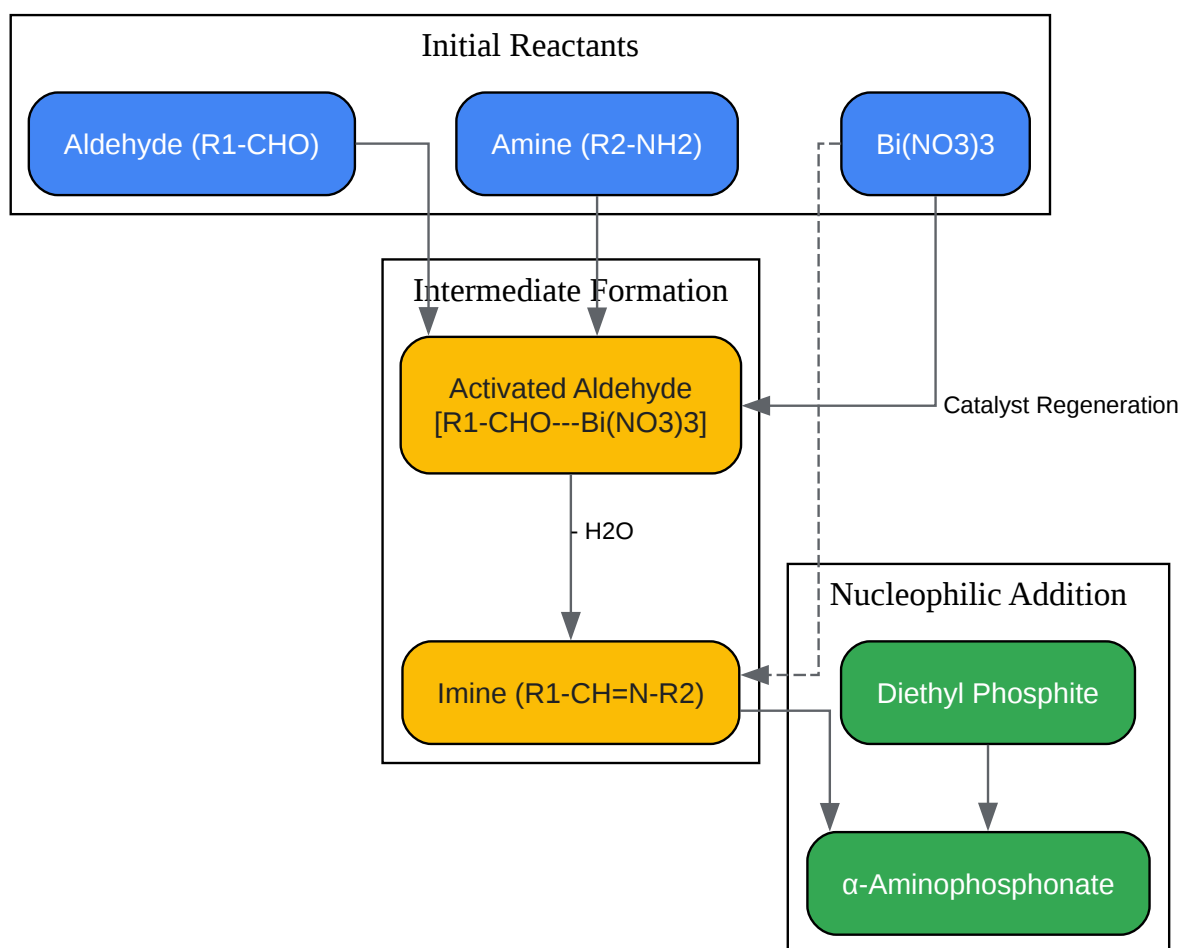 Initial Reactants
Aldehyde (R1-CHO)
Amine (R2-NH2)
Bi(NO3)3
Intermediate Formation
Activated Aldehyde
[R1-CHO---Bi(NO3)3]
Catalyst Regeneration
- H2O
Nucleophilic Addition
Imine (R1-CH=N-R2)
Diethyl Phosphite
α-Aminophosphonate